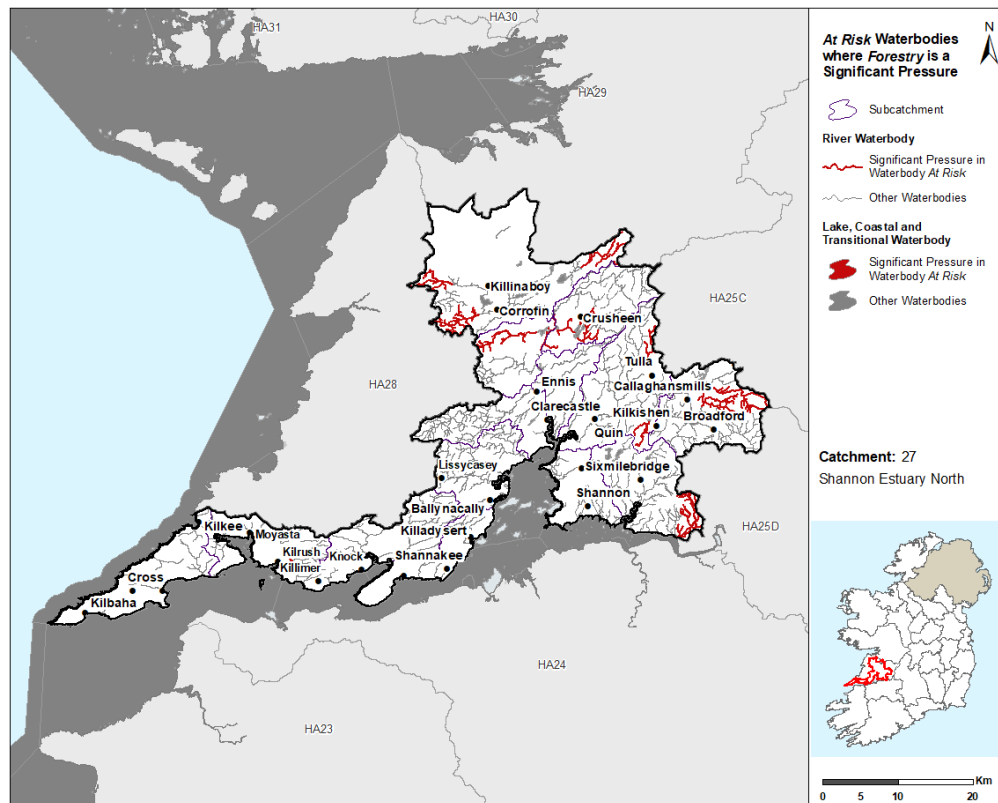 HA31
HA30
HA29
HA25C
HA28
HA25D
HA24
HA23
Killinaboy
Corrofin
Crusheen
Tulla
Ennis
Callaghansmills
Clarecastle
Kilkishen
Broadford
Quin
Lissycasey
Sixmilebridge
Shannon
Ballynacally
Kilkee
Moyasta
Killadysert
Kilrush
Knock
Shannakee
Killimer
Cross
Kilbaha
At Risk Waterbodies
where Forestry is a
Significant Pressure
N
Subcatchment
River Waterbody
Significant Pressure in
Waterbody At Risk
Other Waterbodies
Lake, Coastal and
Transitional Waterbody
Significant Pressure in
Waterbody At Risk
Other Waterbodies
Catchment: 27
Shannon Estuary North
Km
0 5 10 20